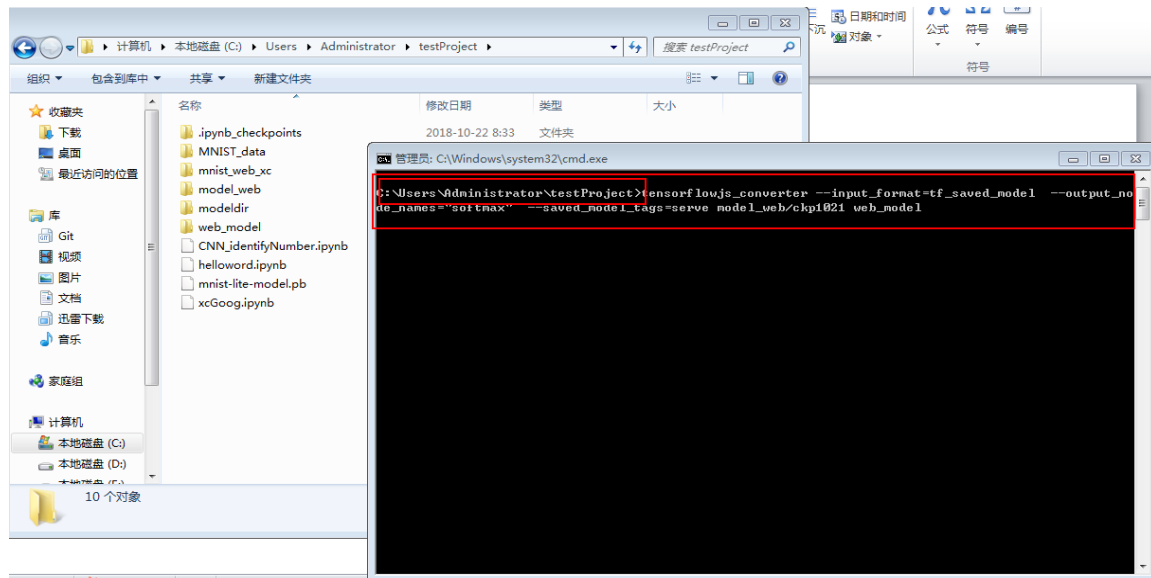 日期和时间
对象
公式
符号
编号
符号
计算机 本地磁盘 (C:) Users Administrator testProject
搜索 testProject
组织 包含到库中 共享 新建文件夹
收藏夹
下载
桌面
最近访问的位置
库
Git
视频
图片
文档
迅雷下载
音乐
家庭组
计算机
本地磁盘 (C:)
本地磁盘 (D:)
名称 修改日期 类型 大小
.ipynb_checkpoints 2018-10-22 8:33 文件夹
MNIST_data
mnist_web_xc
model_web
modeldir
web_model
CNN_identifyNumber.ipynb
helloword.ipynb
mnist-lite-model.pb
xcGoog.ipynb
10 个对象
管理员: C:\Windows\system32\cmd.exe
C:\Users\Administrator\testProject>tensorflowjs_converter --input_format=tf_saved_model --output_no
de_names="softmax" --saved_model_tags=serve model_web/ckp1021 web_model